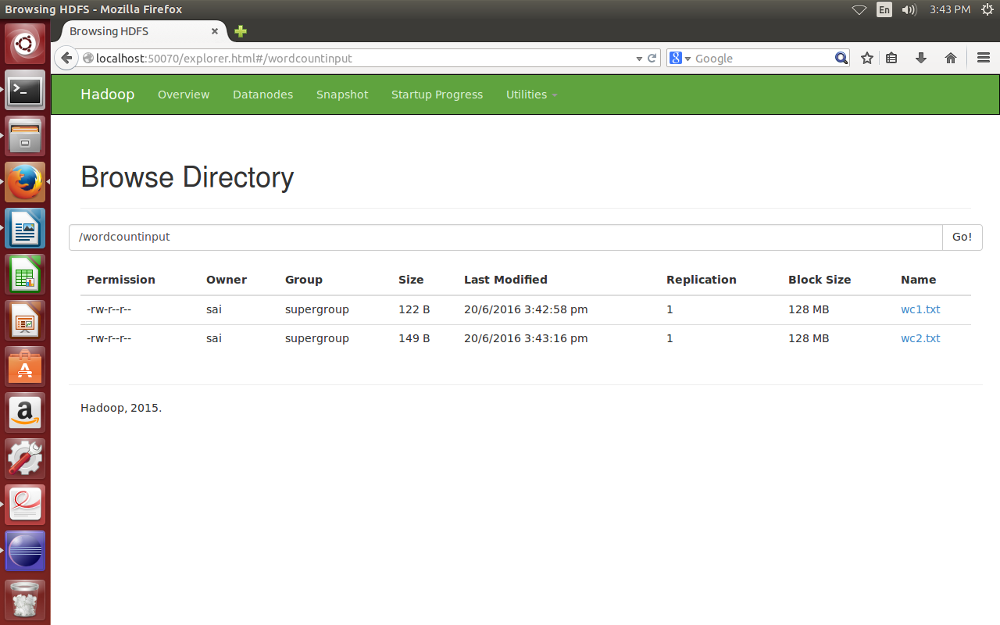 Browsing HDFS - Mozilla Firefox En 3:43 PM
Browsing HDFS
localhost:50070/explorer.html#/wordcountinput Google
Hadoop Overview Datanodes Snapshot Startup Progress Utilities
Browse Directory
/wordcountinput Go!
Permission Owner Group Size Last Modified Replication Block Size Name
-rw-r--r-- sai supergroup 122 B 20/6/2016 3:42:58 pm 1 128 MB wc1.txt
-rw-r--r-- sai supergroup 149 B 20/6/2016 3:43:16 pm 1 128 MB wc2.txt
Hadoop, 2015.